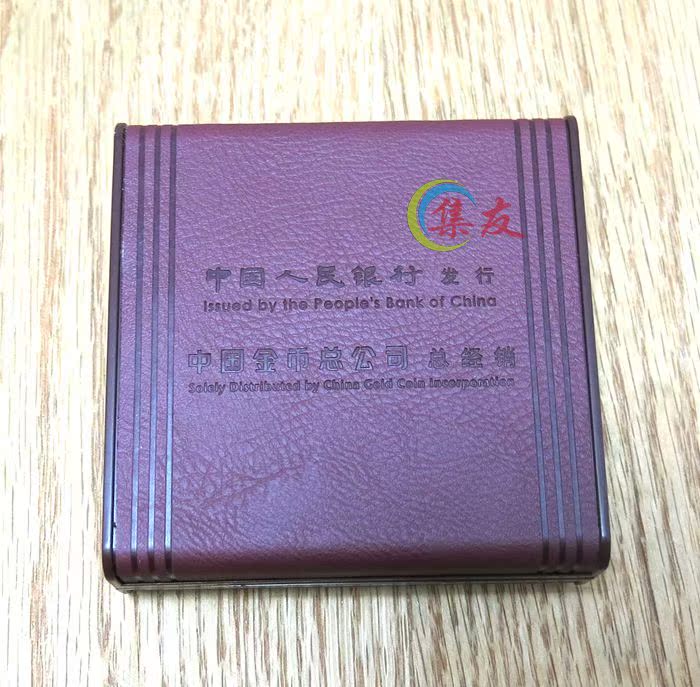 集友
中国人民银行 发行
Issued by the People's Bank of China
中国金币总公司 总经销
Solely Distributed by China Gold Coin Incorporation